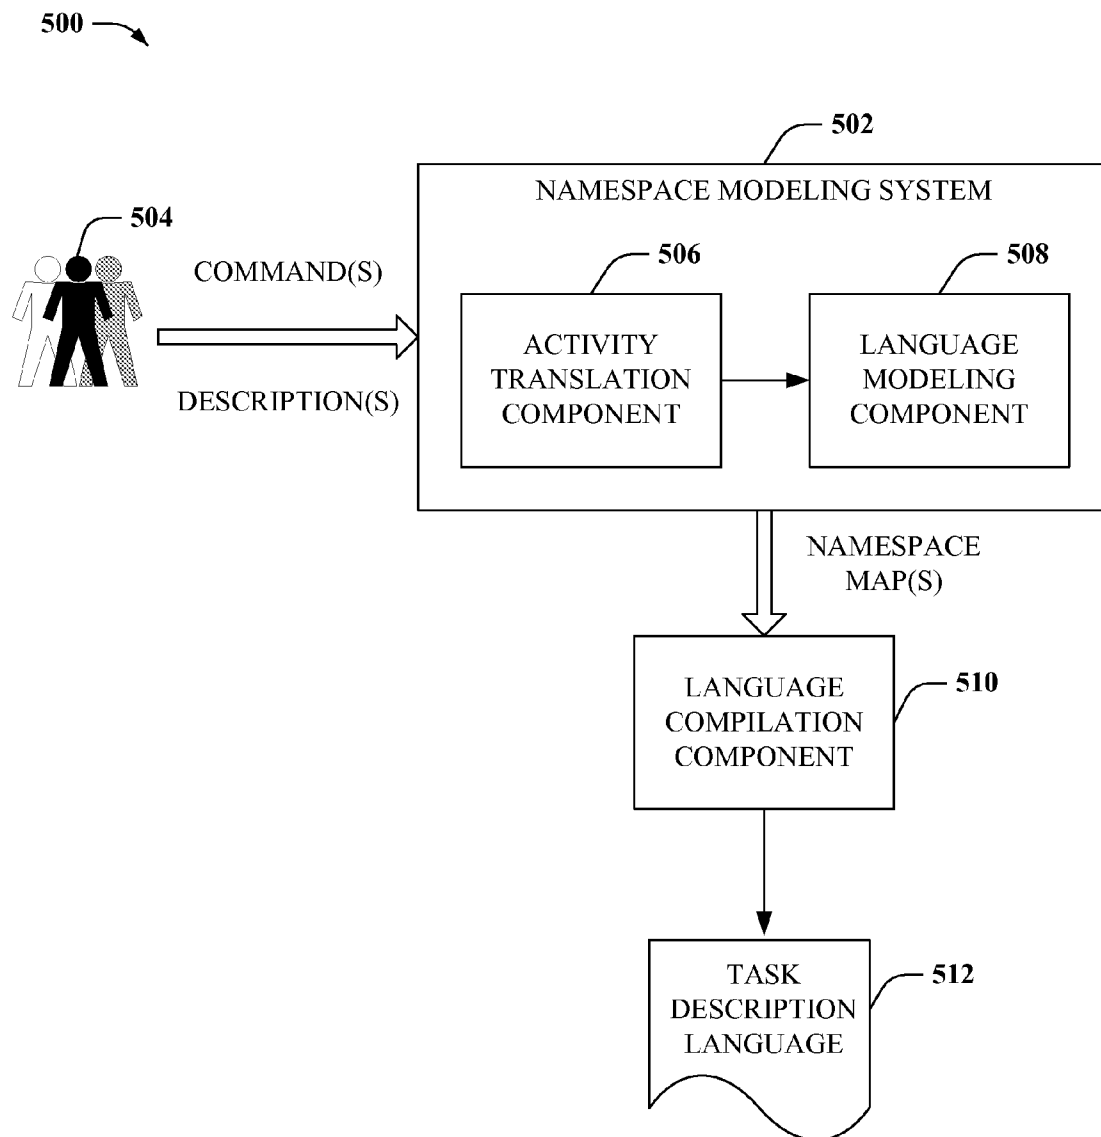 500
502
NAMESPACE MODELING SYSTEM
504
COMMAND(S)
DESCRIPTION(S)
506
508
ACTIVITY
TRANSLATION
COMPONENT
LANGUAGE
MODELING
COMPONENT
NAMESPACE
MAP(S)
LANGUAGE
COMPILATION
COMPONENT
510
TASK
DESCRIPTION
LANGUAGE
512